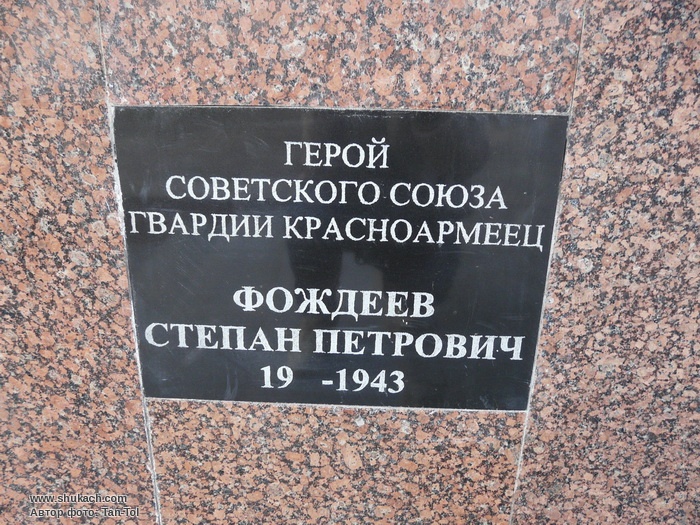 ГЕРОЙ
СОВЕТСКОГО СОЮЗА
ГВАРДИИ КРАСНОАРМЕЕЦ
ФОЖДЕЕВ
СТЕПАН ПЕТРОВИЧ
19 -1943
www.shukach.com
Автор фото- Tan-Tol